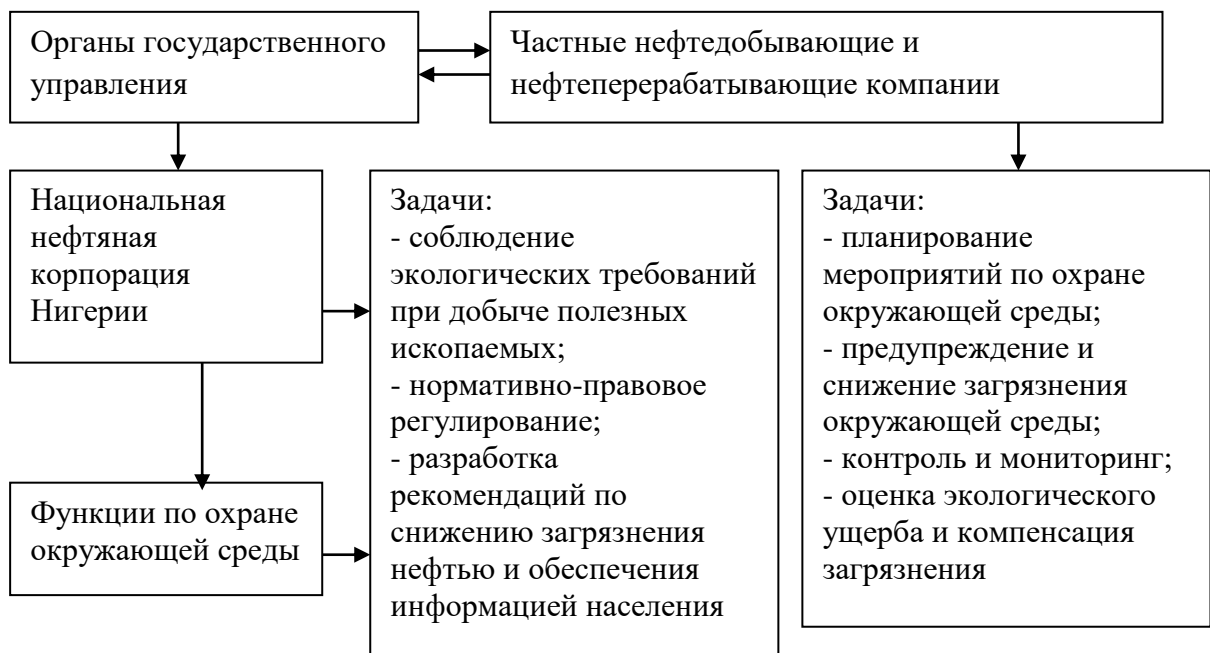 Органы государственного
управления
Частные нефтедобывающие и
нефтеперерабатывающие компании
Национальная
нефтяная
корпорация
Нигерии
Функции по охране
окружающей среды
Задачи:
- соблюдение
экологических требований
при добыче полезных
ископаемых;
- нормативно-правовое
регулирование;
- разработка
рекомендаций по
снижению загрязнения
нефтью и обеспечения
информацией населения
Задачи:
- планирование
мероприятий по охране
окружающей среды;
- предупреждение и
снижение загрязнения
окружающей среды;
- контроль и мониторинг;
- оценка экологического
ущерба и компенсация
загрязнения